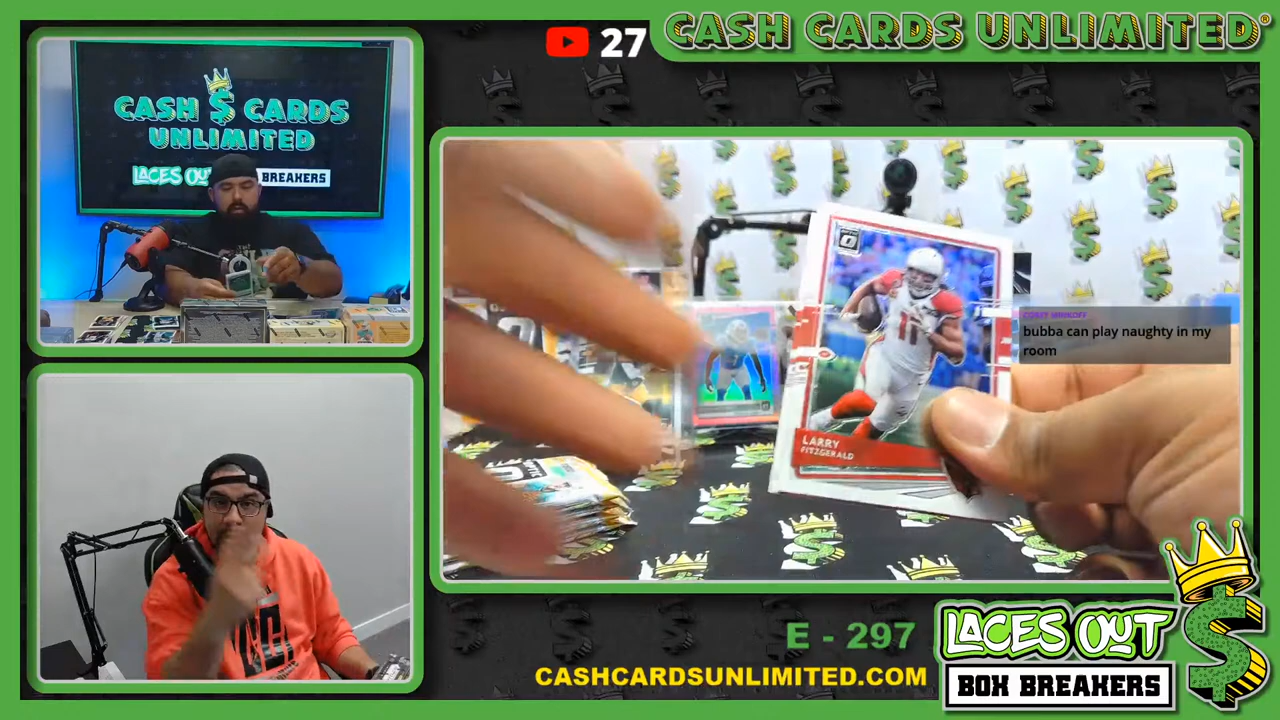 27
CASH CARDS UNLIMITED®
CASH $ CARDS
UNLIMITED
LACES OUT
BREAKERS
LARRY
FITZGERALD
11
bubba can play naughty in my
room
E - 297
CASHCARDSUNLIMITED.COM
LACES OUT
BOX BREAKERS